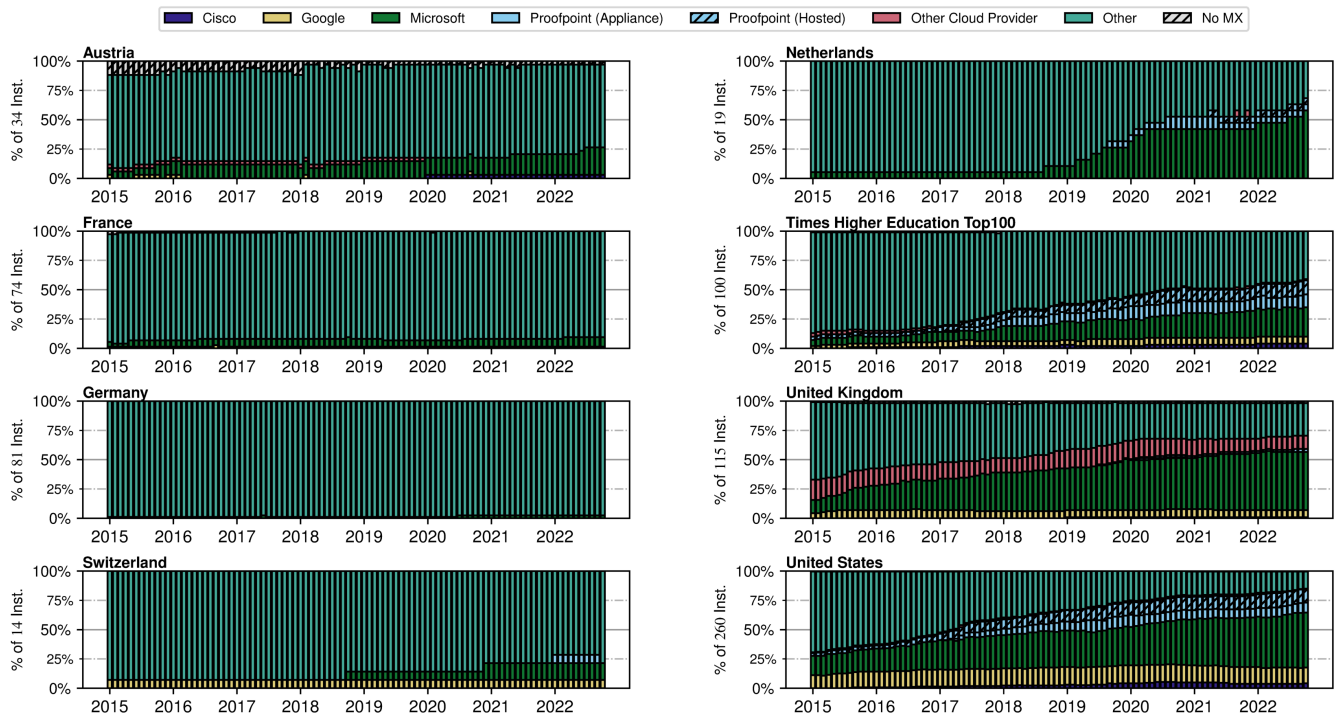 Cisco Google Microsoft Proofpoint (Appliance) Proofpoint (Hosted) Other Cloud Provider Other No MX
Austria
100%
75%
50%
25%
0%
% of 34 Inst.
2015 2016 2017 2018 2019 2020 2021 2022
Netherlands
100%
75%
50%
25%
0%
% of 19 Inst.
2015 2016 2017 2018 2019 2020 2021 2022
France
100%
75%
50%
25%
0%
% of 74 Inst.
2015 2016 2017 2018 2019 2020 2021 2022
Times Higher Education Top100
100%
75%
50%
25%
0%
% of 100 Inst.
2015 2016 2017 2018 2019 2020 2021 2022
Germany
100%
75%
50%
25%
0%
% of 81 Inst.
2015 2016 2017 2018 2019 2020 2021 2022
United Kingdom
100%
75%
50%
25%
0%
% of 115 Inst.
2015 2016 2017 2018 2019 2020 2021 2022
Switzerland
100%
75%
50%
25%
0%
% of 14 Inst.
2015 2016 2017 2018 2019 2020 2021 2022
United States
100%
75%
50%
25%
0%
% of 260 Inst.
2015 2016 2017 2018 2019 2020 2021 2022